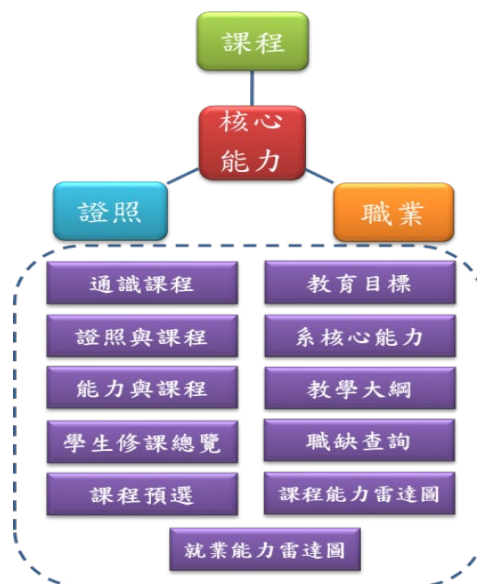 課程
核心
能力
證照
職業
通識課程
教育目標
證照與課程
系核心能力
能力與課程
教學大綱
學生修課總覽
職缺查詢
課程預選
課程能力雷達圖
就業能力雷達圖